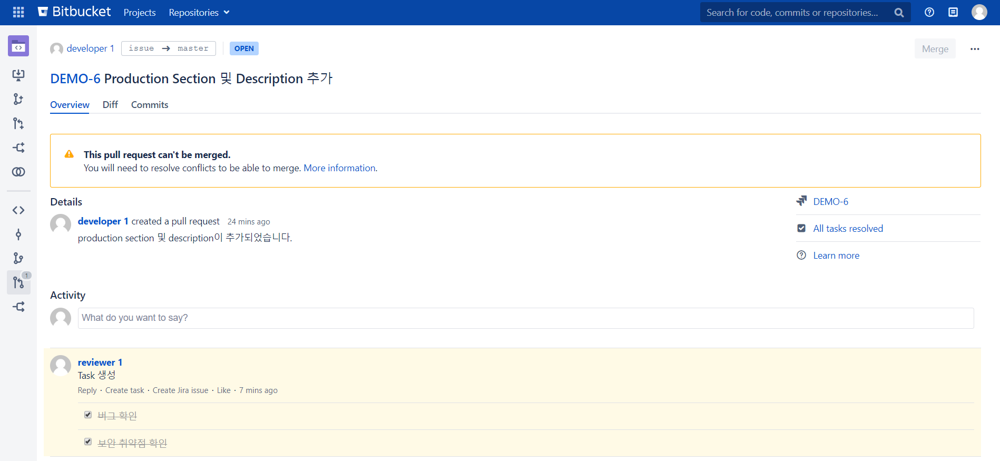 Bitbucket Projects Repositories Search for code, commits or repositories...
developer 1 issue → master OPEN Merge
DEMO-6 Production Section 및 Description 추가
Overview Diff Commits
This pull request can't be merged.
You will need to resolve conflicts to be able to merge. More information.
Details
developer 1 created a pull request 24 mins ago
production section 및 description이 추가되었습니다.
DEMO-6
All tasks resolved
Learn more
1
Activity
What do you want to say?
reviewer 1
Task 생성
Reply · Create task · Create Jira issue · Like · 7 mins ago
버그 확인
보안 취약점 확인